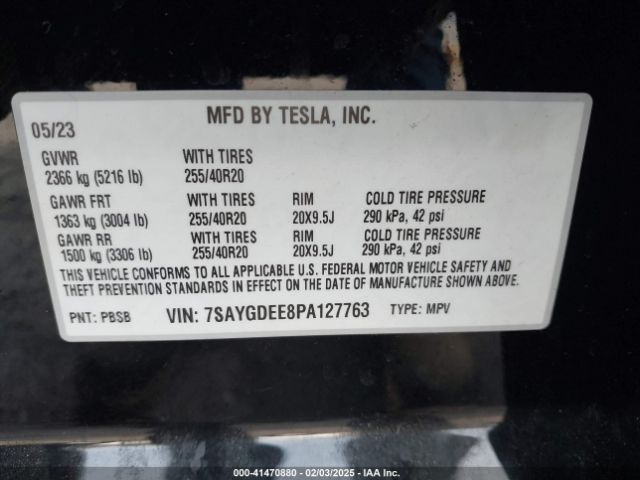 MFD BY TESLA, INC.
05/23
GVWR WITH TIRES
2366 kg (5216 lb) 255/40R20
GAWR FRT WITH TIRES RIM COLD TIRE PRESSURE
1363 kg (3004 lb) 255/40R20 20X9.5J 290 kPa, 42 psi
GAWR RR WITH TIRES RIM COLD TIRE PRESSURE
1500 kg (3306 lb) 255/40R20 20X9.5J 290 kPa, 42 psi
THIS VEHICLE CONFORMS TO ALL APPLICABLE U.S. FEDERAL MOTOR VEHICLE SAFETY AND
THEFT PREVENTION STANDARDS IN EFFECT ON THE DATE OF MANUFACTURE SHOWN ABOVE.
PNT: PBSB VIN: 7SAYGDEE8PA127763 TYPE: MPV
000-41470880 - 02/03/2025 - IAA Inc.